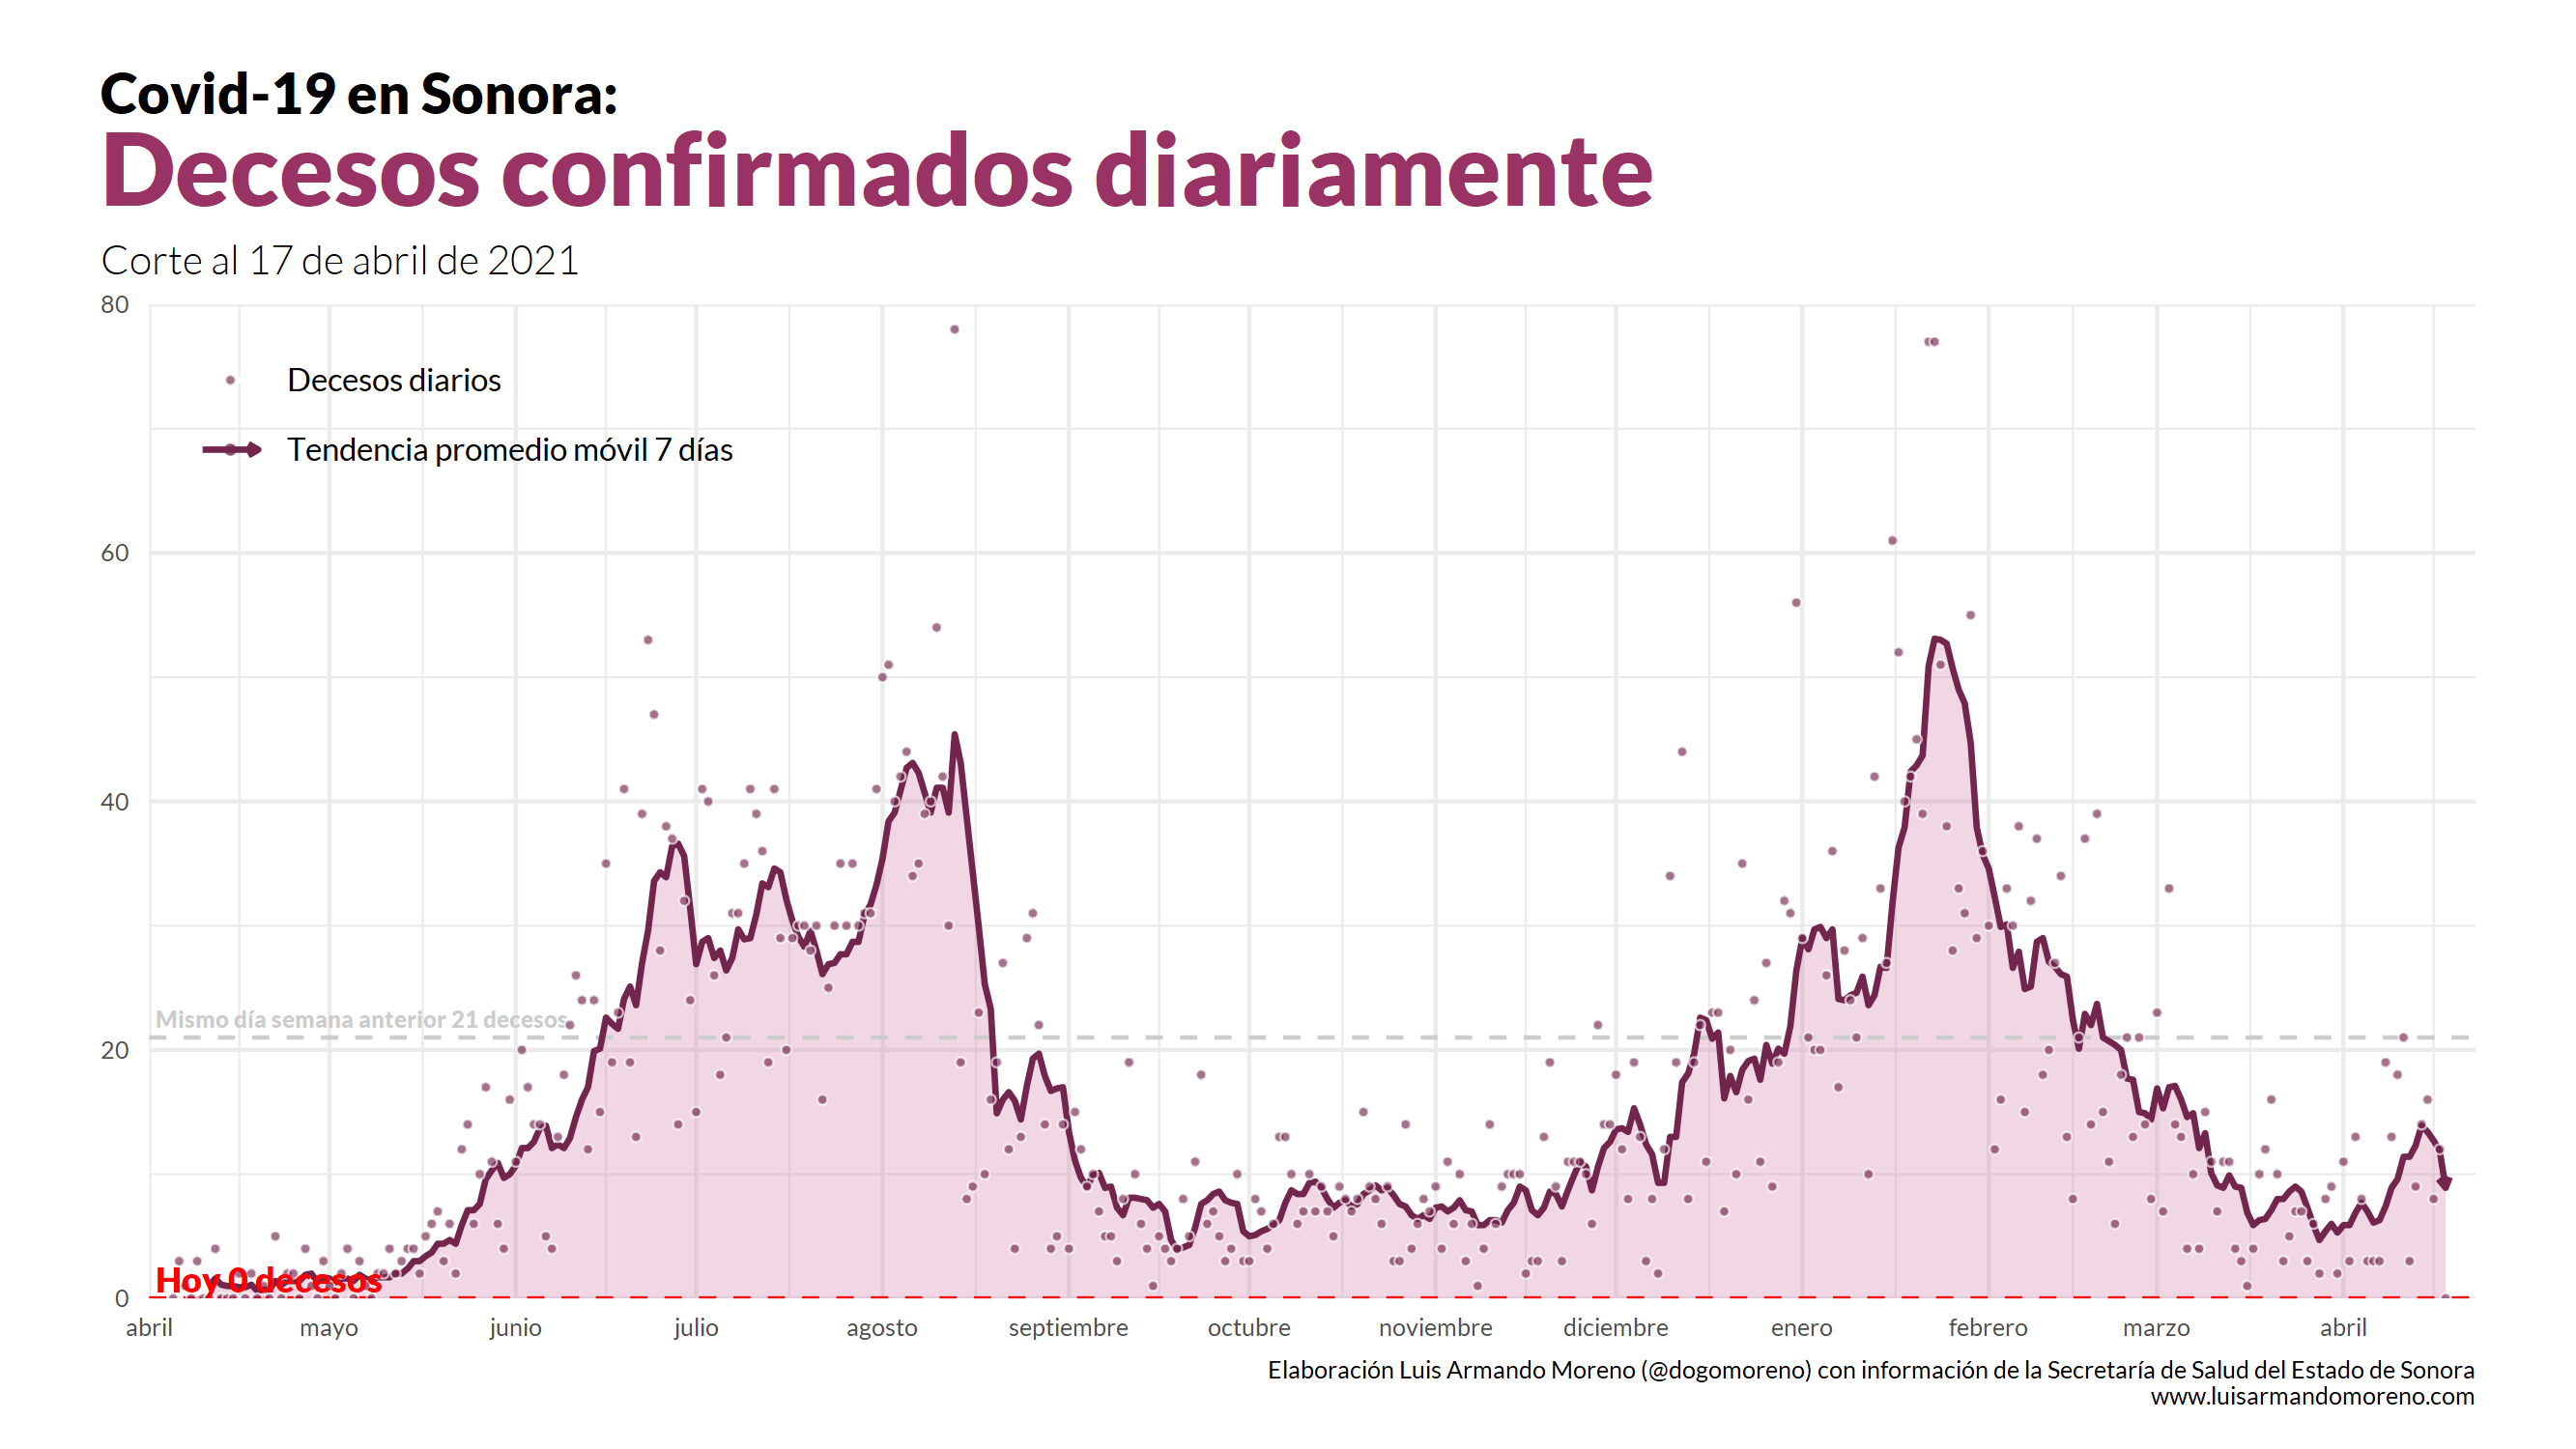 Covid-19 en Sonora:
Decesos confirmados diariamente
Corte al 17 de abril de 2021
80
Decesos diarios
Tendencia promedio móvil 7 días
60
40
Mismo día semana anterior 21 decesos
20
Hoy 0 decesos
0
abril mayo junio julio agosto septiembre octubre noviembre diciembre enero febrero marzo abril
Elaboración Luis Armando Moreno (@dogomoreno) con información de la Secretaría de Salud del Estado de Sonora
www.luisarmandomoreno.com